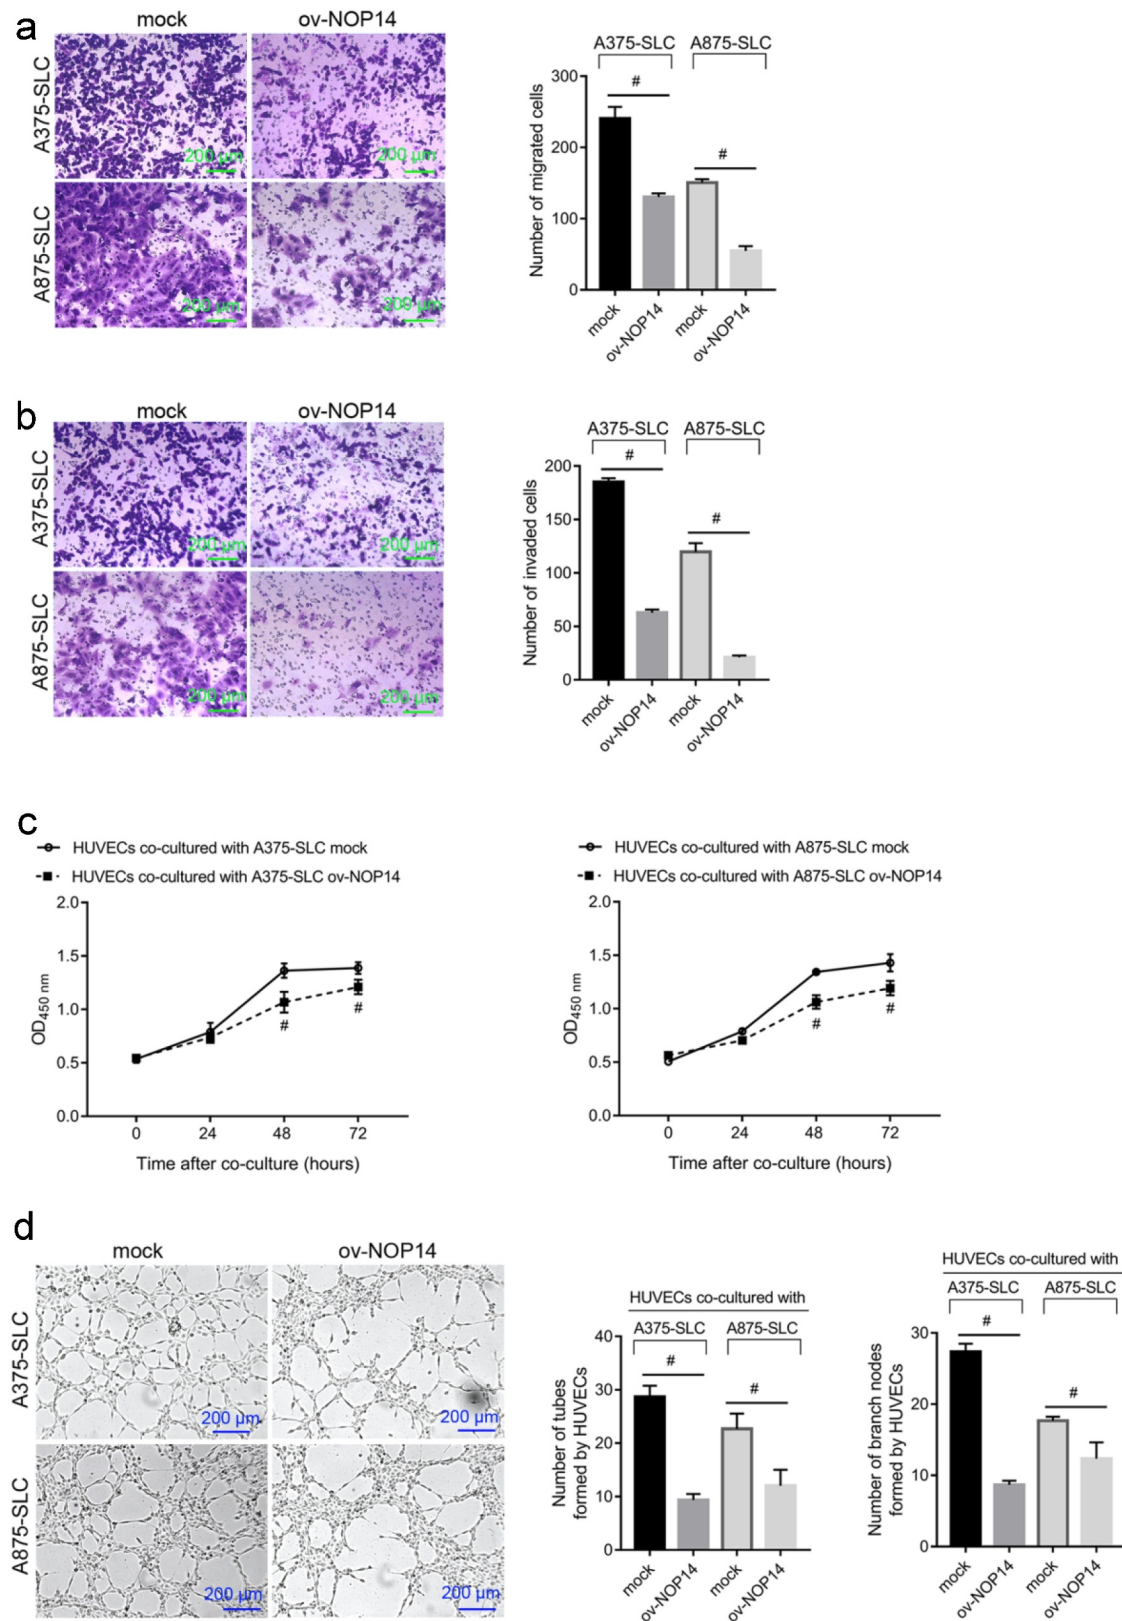 a
mock ov-NOP14
A375-SLC
200 µm 200 µm
A875-SLC
200 µm 200 µm
A375-SLC A875-SLC
# #
Number of migrated cells
300
200
100
0
mock ov-NOP14 mock ov-NOP14
b
mock ov-NOP14
A375-SLC
200 µm 200 µm
A875-SLC
200 µm 200 µm
A375-SLC A875-SLC
# #
Number of invaded cells
200
150
100
50
0
mock ov-NOP14 mock ov-NOP14
c
HUVECs co-cultured with A375-SLC mock
HUVECs co-cultured with A375-SLC ov-NOP14
OD450 nm
2.0
1.5
1.0
0.5
0.0
# #
0 24 48 72
Time after co-culture (hours)
HUVECs co-cultured with A875-SLC mock
HUVECs co-cultured with A875-SLC ov-NOP14
OD450 nm
2.0
1.5
1.0
0.5
0.0
# #
0 24 48 72
Time after co-culture (hours)
d
mock ov-NOP14
A375-SLC
200 µm 200 µm
A875-SLC
200 µm 200 µm
HUVECs co-cultured with
A375-SLC A875-SLC
# #
Number of tubes
formed by HUVECs
40
30
20
10
0
mock ov-NOP14 mock ov-NOP14
HUVECs co-cultured with
A375-SLC A875-SLC
# #
Number of branch nodes
formed by HUVECs
30
20
10
0
mock ov-NOP14 mock ov-NOP14